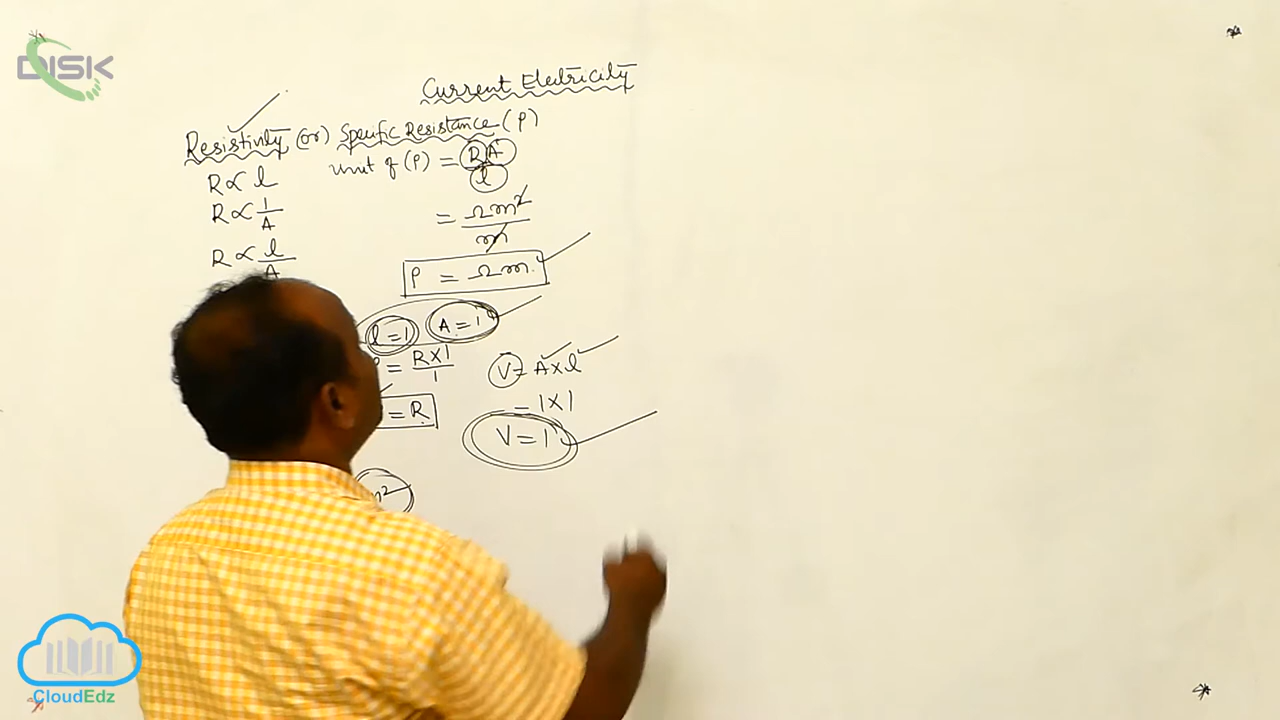 DISK
Current Electricity
Resistivity (or) Specific Resistance (ρ)
R ∝ l
R ∝ 1/A
R ∝ l/A
unit of (ρ) = RA/l
= Ωm²/m
ρ = Ωm.
l = 1 A = 1
= R×1/1
= R
V = A×l
= 1×1
V = 1
CloudEdz